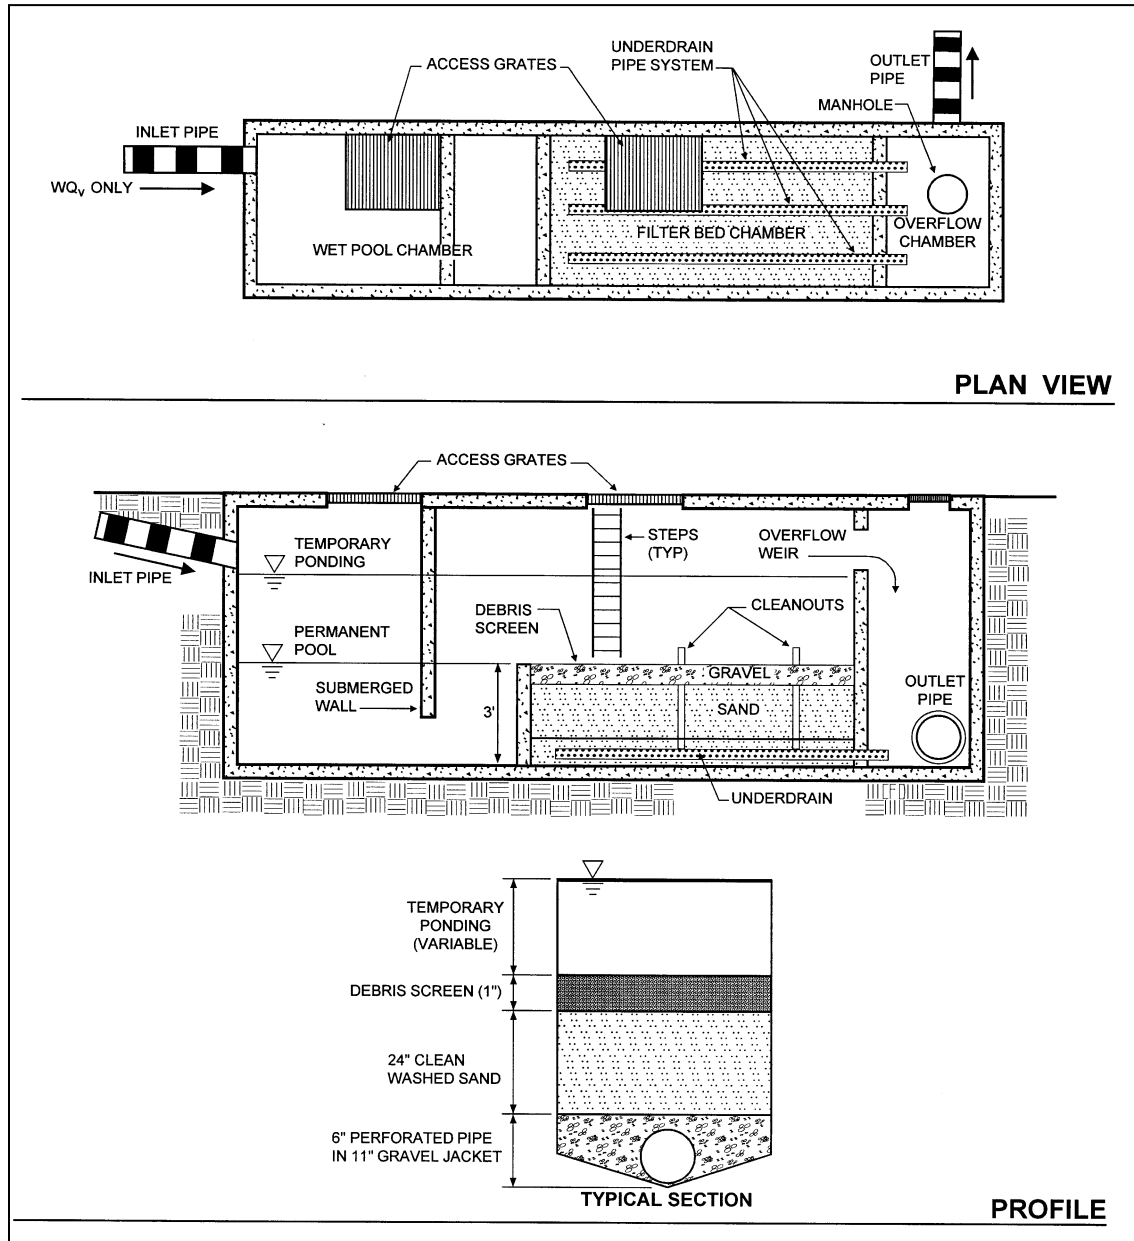 ACCESS GRATES
UNDERDRAIN
PIPE SYSTEM
OUTLET
PIPE
MANHOLE
INLET PIPE
WQv ONLY
WET POOL CHAMBER
FILTER BED CHAMBER
OVERFLOW
CHAMBER
PLAN VIEW
ACCESS GRATES
INLET PIPE
TEMPORARY
PONDING
STEPS
(TYP)
OVERFLOW
WEIR
DEBRIS
SCREEN
CLEANOUTS
PERMANENT
POOL
SUBMERGED
WALL
3'
GRAVEL
SAND
OUTLET
PIPE
UNDERDRAIN
TEMPORARY
PONDING
(VARIABLE)
DEBRIS SCREEN (1")
24" CLEAN
WASHED SAND
6" PERFORATED PIPE
IN 11" GRAVEL JACKET
TYPICAL SECTION
PROFILE